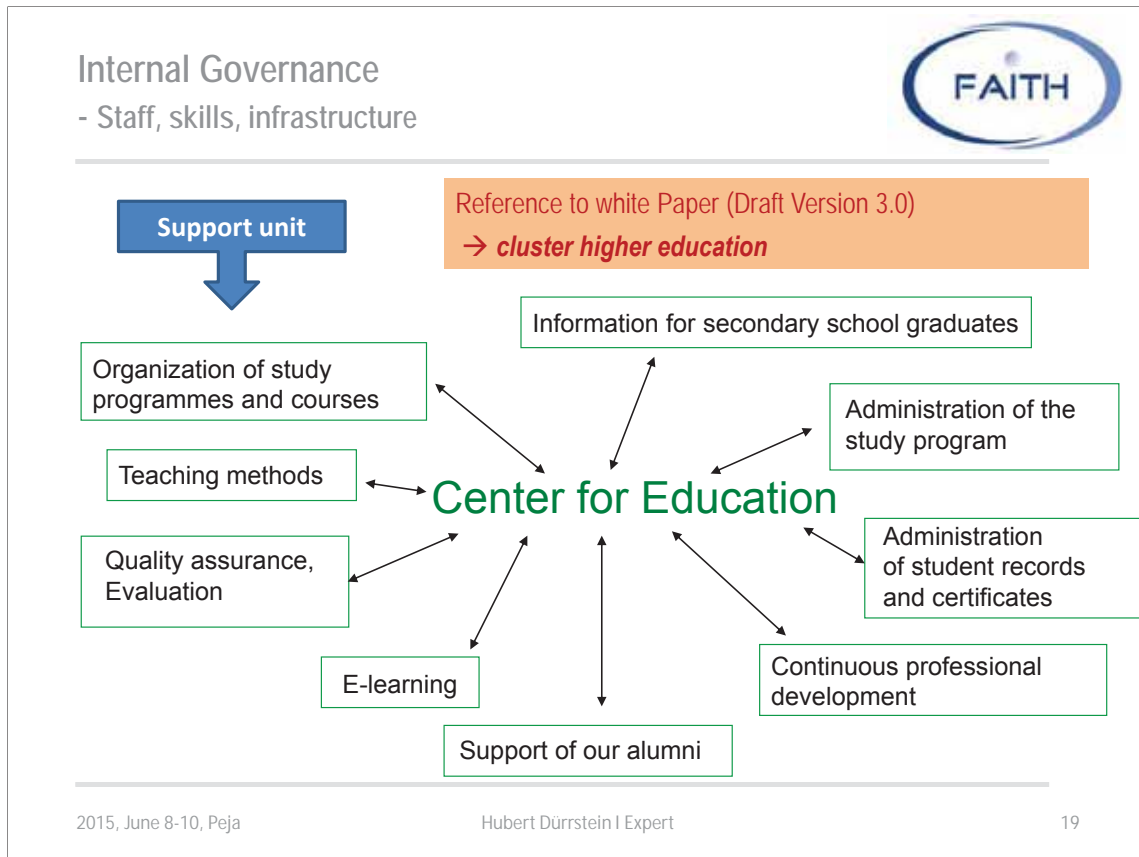 Internal Governance
- Staff, skills, infrastructure
FAITH
Support unit
Reference to white Paper (Draft Version 3.0)
→ cluster higher education
Information for secondary school graduates
Organization of study
programmes and courses
Administration of the
study program
Teaching methods
Center for Education
Quality assurance,
Evaluation
Administration
of student records
and certificates
E-learning
Continuous professional
development
Support of our alumni
2015, June 8-10, Peja
Hubert Dürrstein I Expert
19